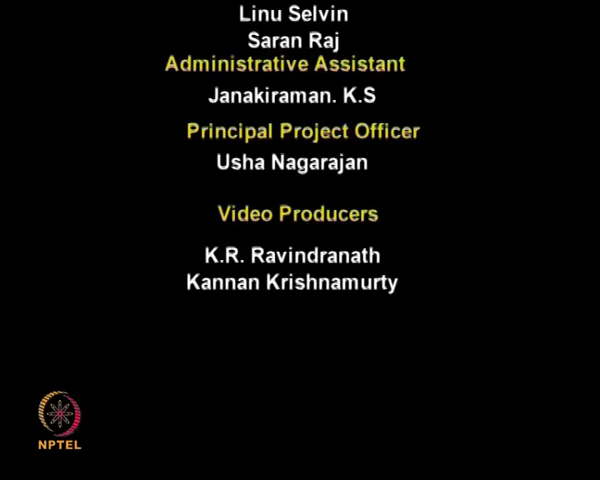 Linu Selvin
Saran Raj
Administrative Assistant
Janakiraman. K.S
Principal Project Officer
Usha Nagarajan
Video Producers
K.R. Ravindranath
Kannan Krishnamurty
NPTEL